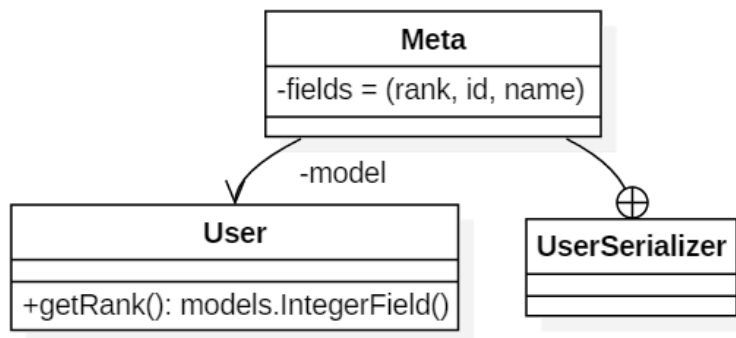 Meta
-fields = (rank, id, name)
-model
User
+getRank(): models.IntegerField()
UserSerializer